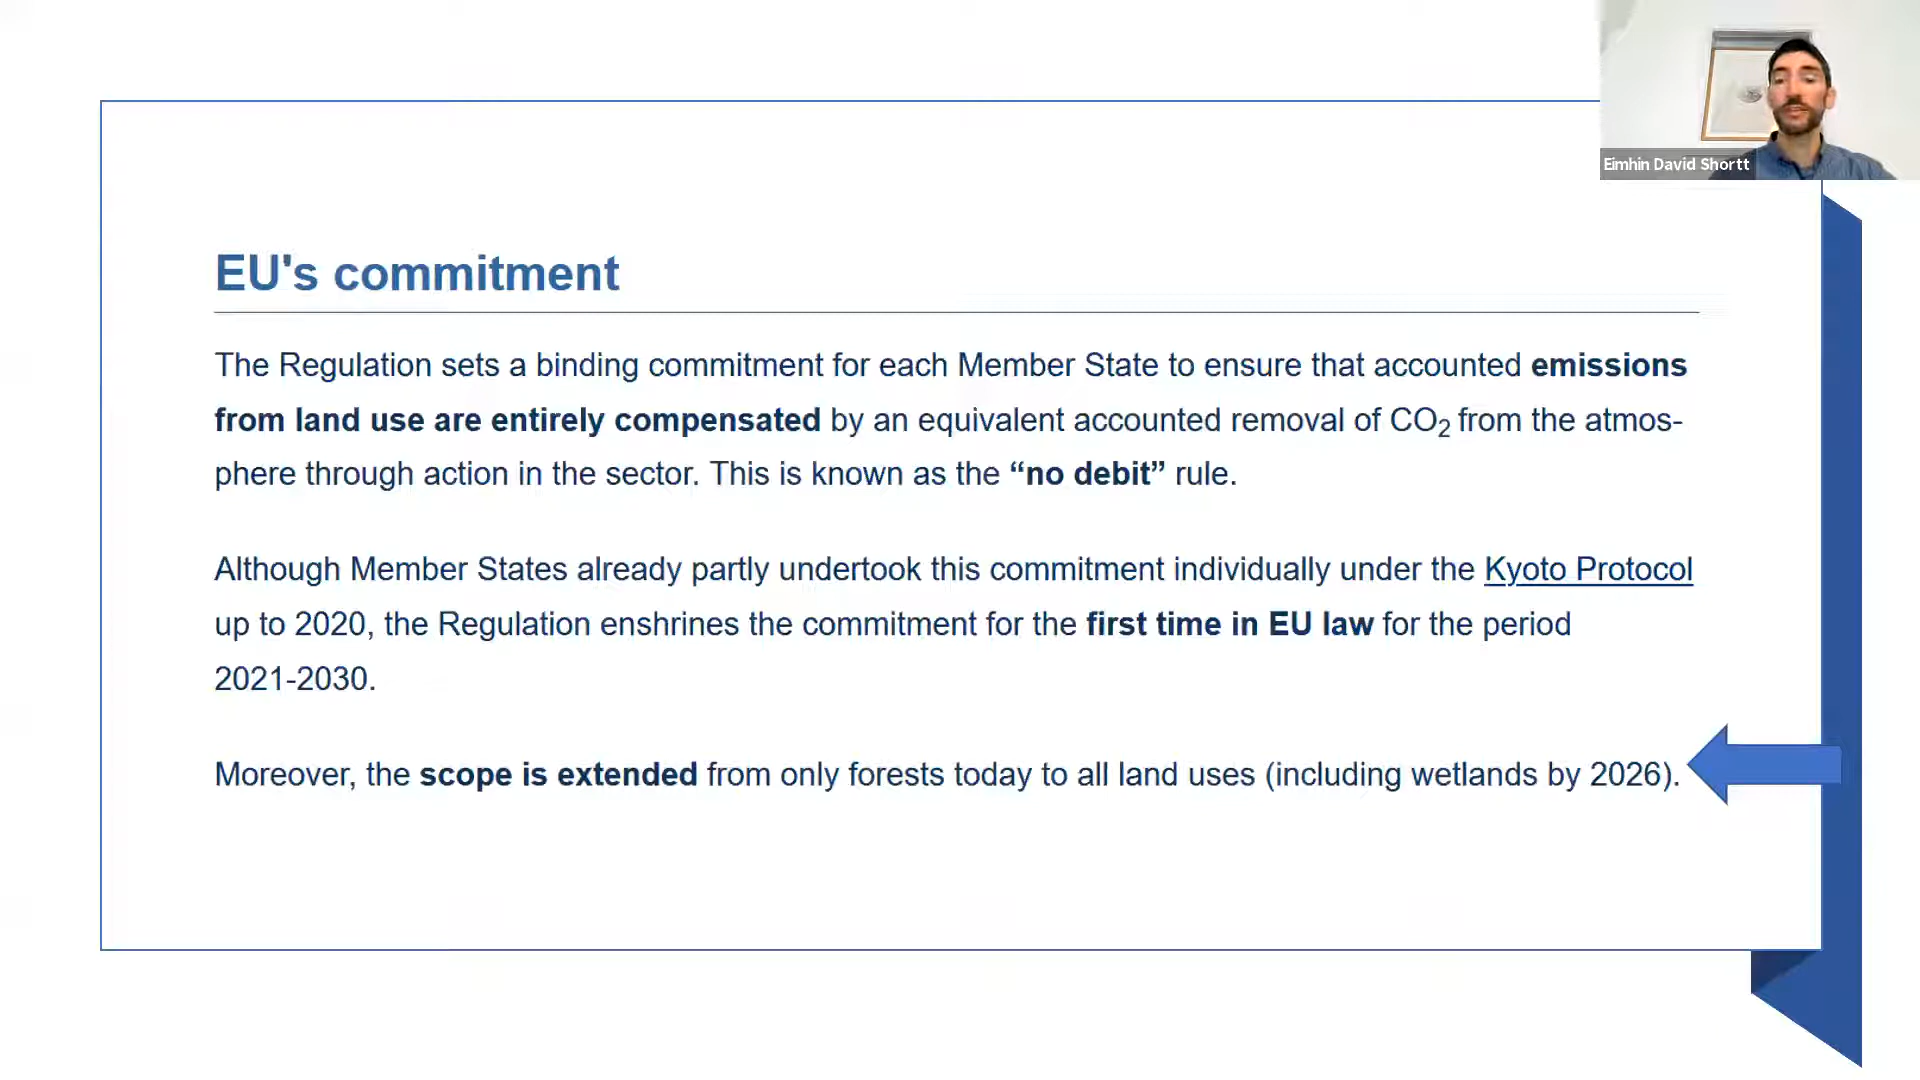 Eimhin David Shortt
EU's commitment
The Regulation sets a binding commitment for each Member State to ensure that accounted emissions
from land use are entirely compensated by an equivalent accounted removal of CO₂ from the atmos-
phere through action in the sector. This is known as the “no debit” rule.
Although Member States already partly undertook this commitment individually under the Kyoto Protocol
up to 2020, the Regulation enshrines the commitment for the first time in EU law for the period
2021-2030.
Moreover, the scope is extended from only forests today to all land uses (including wetlands by 2026).